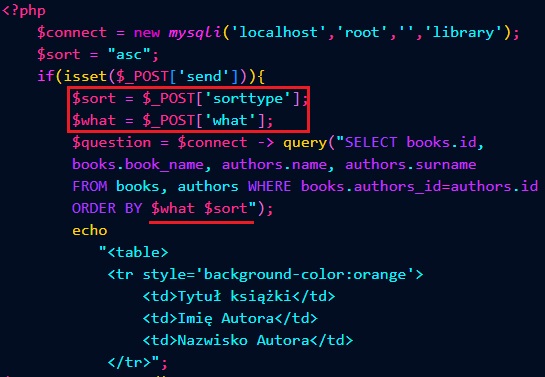 <?php
$connect = new mysqli('localhost','root','','library');
$sort = "asc";
if(isset($_POST['send'])){
$sort = $_POST['sorttype'];
$what = $_POST['what'];
$question = $connect -> query("SELECT books.id,
books.book_name, authors.name, authors.surname
FROM books, authors WHERE books.authors_id=authors.id
ORDER BY $what $sort");
echo
"<table>
<tr style='background-color:orange'>
<td>Tytuł książki</td>
<td>Imię Autora</td>
<td>Nazwisko Autora</td>
</tr>";